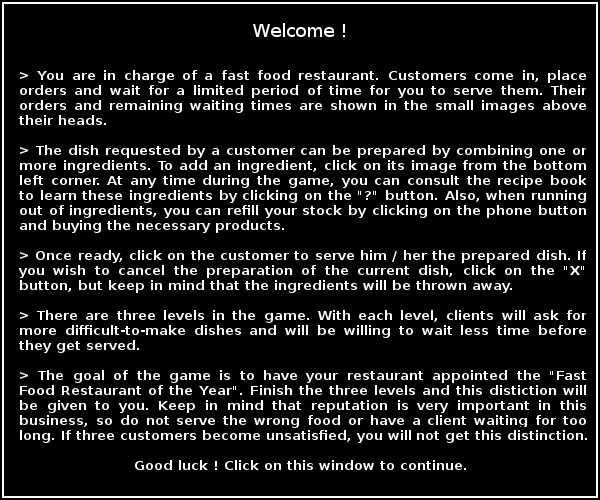 Welcome !
> You are in charge of a fast food restaurant. Customers come in, place
orders and wait for a limited period of time for you to serve them. Their
orders and remaining waiting times are shown in the small images above
their heads.
> The dish requested by a customer can be prepared by combining one or
more ingredients. To add an ingredient, click on its image from the bottom
left corner. At any time during the game, you can consult the recipe book
to learn these ingredients by clicking on the "?" button. Also, when running
out of ingredients, you can refill your stock by clicking on the phone button
and buying the necessary products.
> Once ready, click on the customer to serve him / her the prepared dish. If
you wish to cancel the preparation of the current dish, click on the "X"
button, but keep in mind that the ingredients will be thrown away.
> There are three levels in the game. With each level, clients will ask for
more difficult-to-make dishes and will be willing to wait less time before
they get served.
> The goal of the game is to have your restaurant appointed the "Fast
Food Restaurant of the Year". Finish the three levels and this distiction will
be given to you. Keep in mind that reputation is very important in this
business, so do not serve the wrong food or have a client waiting for too
long. If three customers become unsatisfied, you will not get this distinction.
Good luck ! Click on this window to continue.